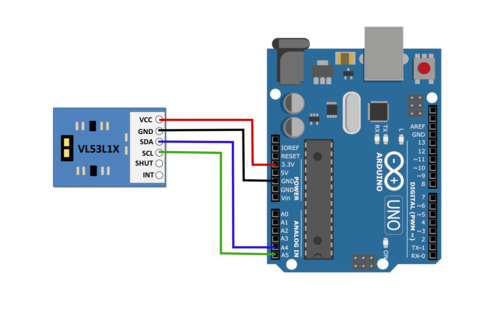 VCC
GND
SDA
SCL
SHUT
INT
VL53L1X
IOREF
RESET
3.3V
5V
GND
GND
Vin
POWER
A0
A1
A2
A3
A4
A5
ANALOG IN
RX
TX
L
ARDUINO
UNO
ON
AREF
GND
13
12
~11
~10
~9
8
7
~6
~5
4
~3
2
TX-1
RX-0
DIGITAL (PWM ~)